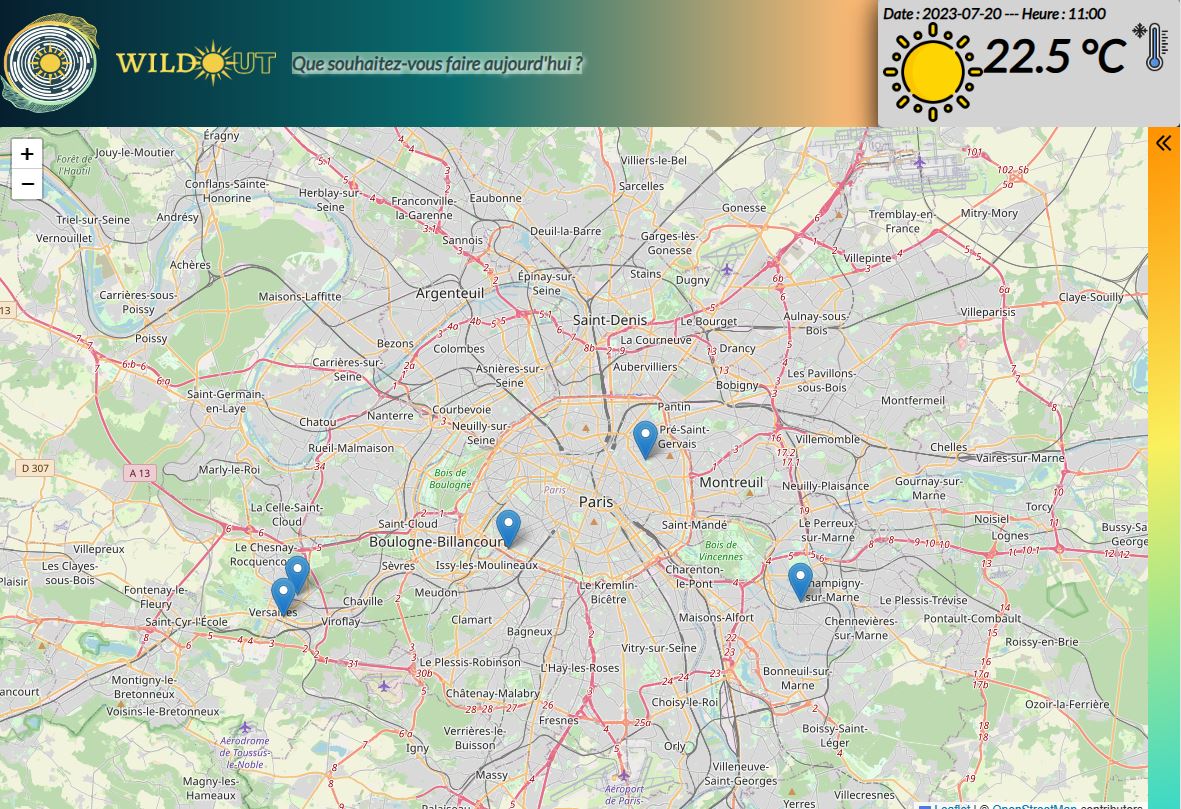 WILDOUT
Que souhaitez-vous faire aujourd'hui ?
Date : 2023-07-20 --- Heure : 11:00
22.5 °C
+
−
Éragny
Jouy-le-Moutier
Forêt de
l'Hautil
Conflans-Sainte-
Honorine
Herblay-sur-
Seine
Franconville-
la-Garenne
Eaubonne
Villiers-le-Bel
Sarcelles
Gonesse
Tremblay-en-
France
Mitry-Mory
Triel-sur-Seine
Andrésy
Vernouillet
Sannois
Deuil-la-Barre
Garges-lès-
Gonesse
Villepinte
Achères
Épinay-sur-
Seine
Stains
Dugny
Carrières-sous-
Poissy
Maisons-Laffitte
Argenteuil
Claye-Souilly
Saint-Denis
Le Bourget
Aulnay-sous-
Bois
Villeparisis
Poissy
Bezons
Colombes
La Courneuve
Drancy
Carrières-sur-
Seine
Asnières-sur-
Seine
Aubervilliers
Bobigny
Les Pavillons-
sous-Bois
Saint-Germain-
en-Laye
Montfermeil
Chatou
Nanterre
Courbevoie
Neuilly-sur-
Seine
Pantin
Pré-Saint-
Gervais
Villemomble
Rueil-Malmaison
Chelles
Vaires-sur-Marne
D 307
A 13
Marly-le-Roi
Bois de
Boulogne
Paris
Paris
Montreuil
Neuilly-Plaisance
Gournay-sur-
Marne
Torcy
La Celle-Saint-
Cloud
Saint-Cloud
Saint-Mandé
Le Perreux-
sur-Marne
Noisiel
Lognes
Bussy-Sa
George
Villepreux
Le Chesnay-
Rocquenco
Boulogne-Billancour
Bois de
Vincennes
Les Clayes-
sous-Bois
Plaisir
Sèvres
Issy-les-Moulineaux
Charenton-
le-Pont
Fontenay-le-
Fleury
Meudon
Le Kremlin-
Bicêtre
hampigny-
sur-Marne
Le Plessis-Trévise
Versailles
Chaville
Saint-Cyr-l'École
Viroflay
Clamart
Maisons-Alfort
Chennevières-
sur-Marne
Pontault-Combault
Bagneux
Roissy-en-Brie
Vitry-sur-Seine
Le Plessis-Robinson
L'Haÿ-les-Roses
Bonneuil-sur-
Marne
ancourt
Montigny-le-
Bretonneux
Châtenay-Malabry
Choisy-le-Roi
Ozoir-la-Ferrière
Voisins-le-Bretonneux
Fresnes
Verrières-le-
Buisson
Boissy-Saint-
Léger
Aérodrome
de Toussus-
le-Noble
Igny
Orly
Massy
Villeneuve-
Saint-Georges
Magny-les-
Hameaux
Aéroport
de Paris-
Villecresnes
Yerres
Palaiseau
Leaflet | © OpenStreetMap contributors